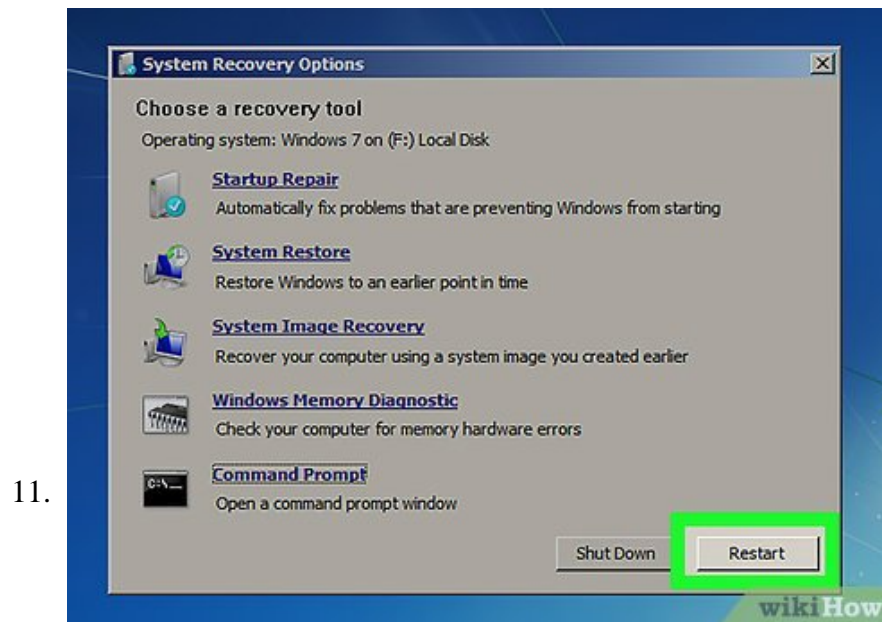 System Recovery Options
Choose a recovery tool
Operating system: Windows 7 on (F:) Local Disk
Startup Repair
Automatically fix problems that are preventing Windows from starting
System Restore
Restore Windows to an earlier point in time
System Image Recovery
Recover your computer using a system image you created earlier
Windows Memory Diagnostic
Check your computer for memory hardware errors
11.
C:\_
Command Prompt
Open a command prompt window
Shut Down Restart
wikiHow